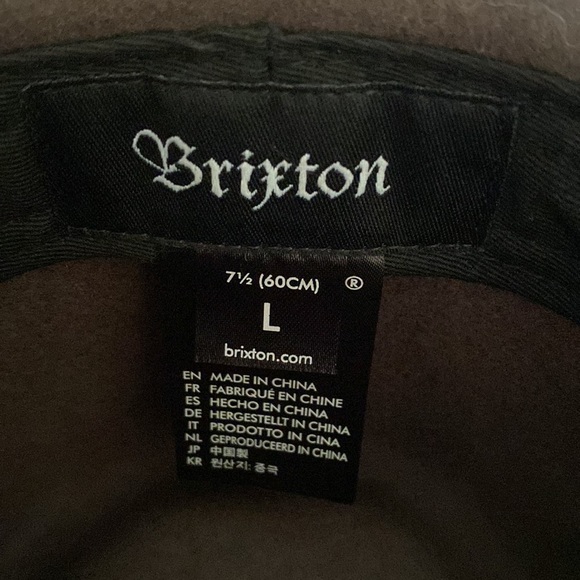 Brixton
7½ (60CM) ®
L
brixton.com
EN MADE IN CHINA
FR FABRIQUÉ EN CHINE
ES HECHO EN CHINA
DE HERGESTELLT IN CHINA
IT PRODOTTO IN CINA
NL GEPRODUCEERD IN CHINA
JP 中国製
KR 원산지: 중국